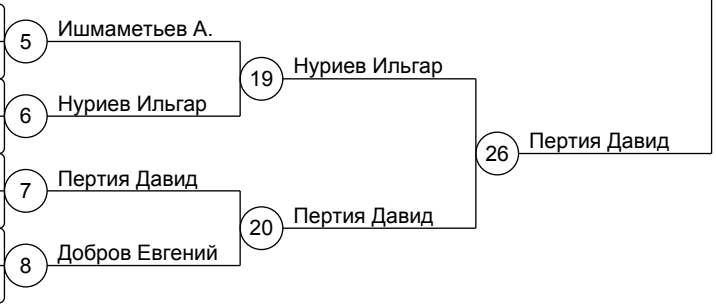 5
Ишмаметьев А.
19
Нуриев Ильгар
6
Нуриев Ильгар
26
Пертия Давид
7
Пертия Давид
20
Пертия Давид
8
Добров Евгений